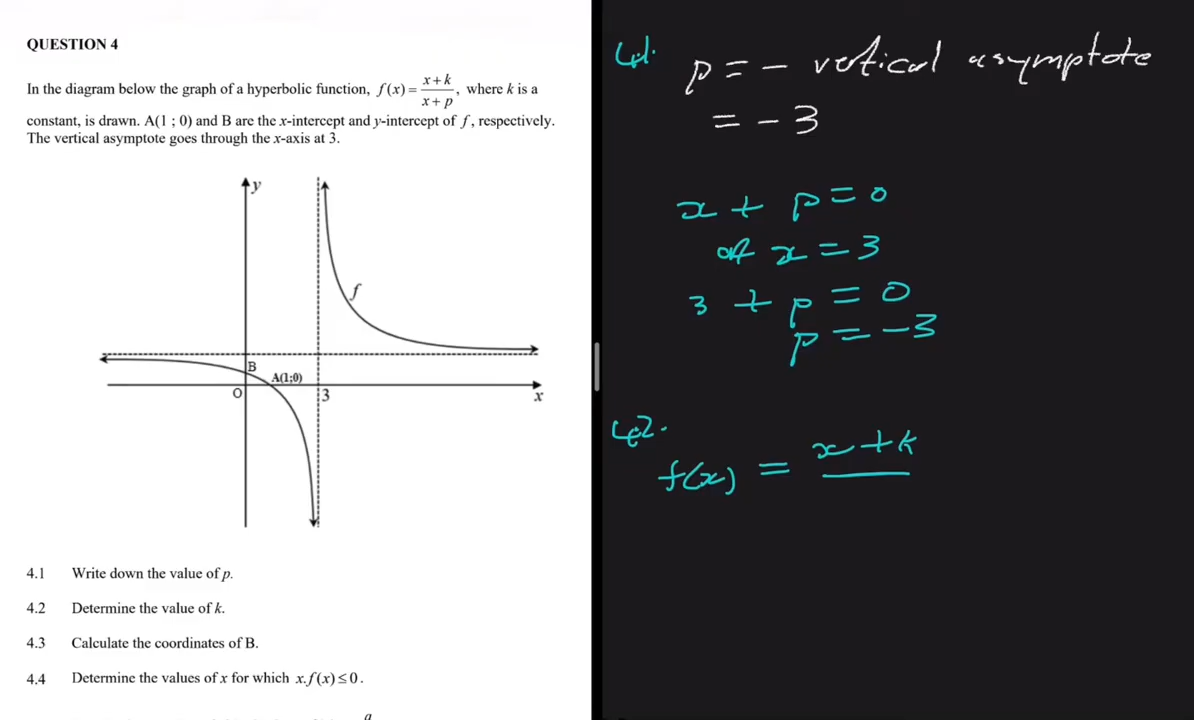 QUESTION 4
In the diagram below the graph of a hyperbolic function, f(x) = (x + k)/(x + p), where k is a
constant, is drawn. A(1 ; 0) and B are the x-intercept and y-intercept of f, respectively.
The vertical asymptote goes through the x-axis at 3.
y
f
B
A(1;0)
O
3
x
4.1 Write down the value of p.
4.2 Determine the value of k.
4.3 Calculate the coordinates of B.
4.4 Determine the values of x for which x.f(x) ≤ 0.
a
4.1.
p = - vertical asymptote
= - 3
x + p = 0
at x = 3
3 + p = 0
p = -3
4.2.
f(x) = x + k